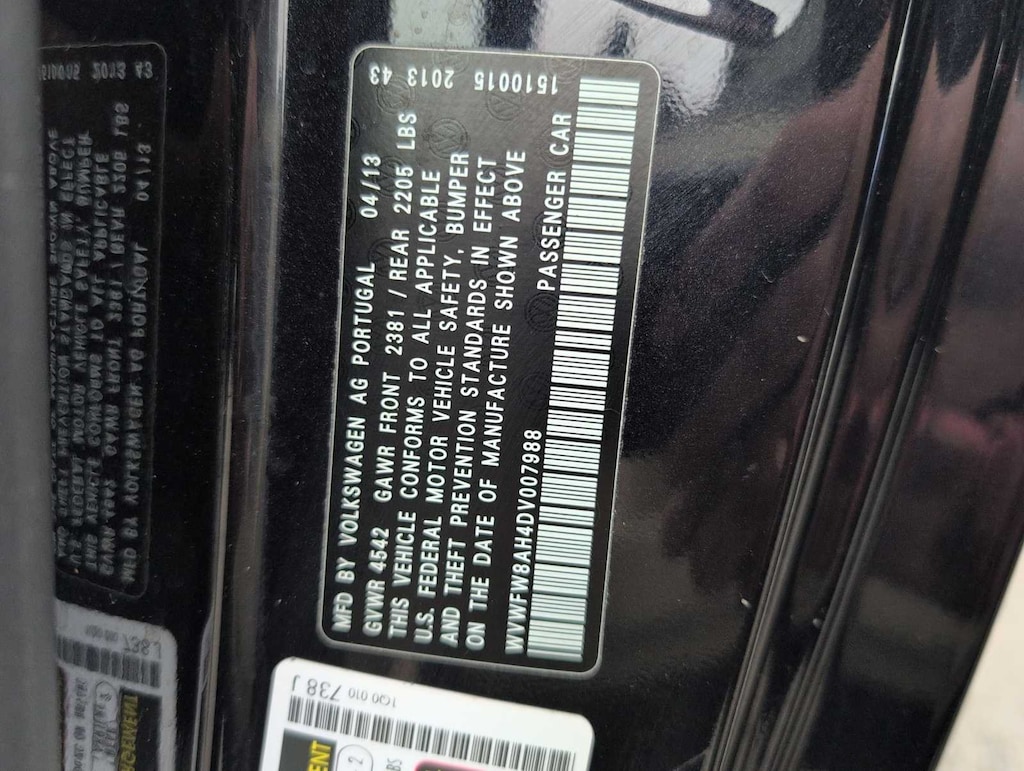 MFD BY VOLKSWAGEN AG PORTUGAL 04/13 2013 43
GVWR 4542 GAWR FRONT 2381 / REAR 2205 LBS 1510015
THIS VEHICLE CONFORMS TO ALL APPLICABLE
U.S. FEDERAL MOTOR VEHICLE SAFETY, BUMPER
AND THEFT PREVENTION STANDARDS IN EFFECT
ON THE DATE OF MANUFACTURE SHOWN ABOVE
WVWFW8AH4DV007988 PASSENGER CAR
1Q0 010 738 J